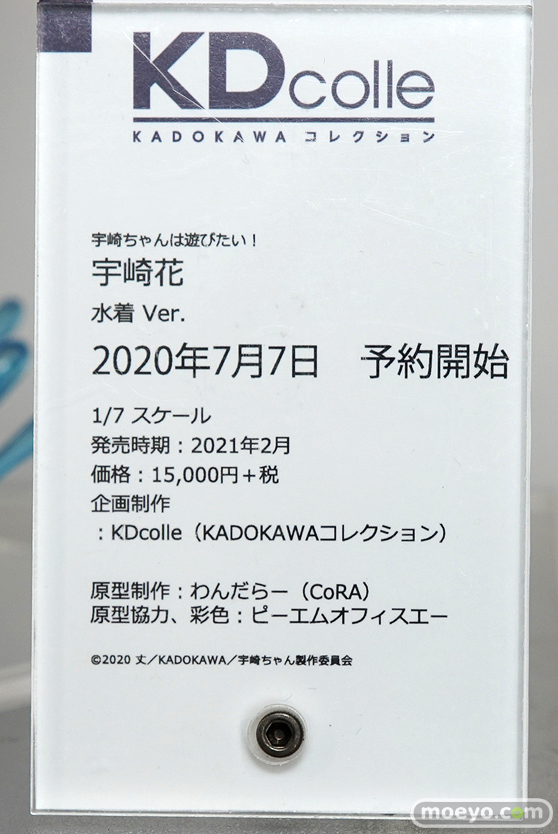 KDcolle
KADOKAWA コレクション
宇崎ちゃんは遊びたい！
宇崎花
水着 Ver.
2020年7月7日　予約開始
1/7 スケール
発売時期：2021年2月
価格：15,000円＋税
企画制作
：KDcolle（KADOKAWAコレクション）
原型制作：わんだらー（CoRA）
原型協力、彩色：ピーエムオフィスエー
©2020 丈／KADOKAWA／宇崎ちゃん製作委員会
moeyo.com